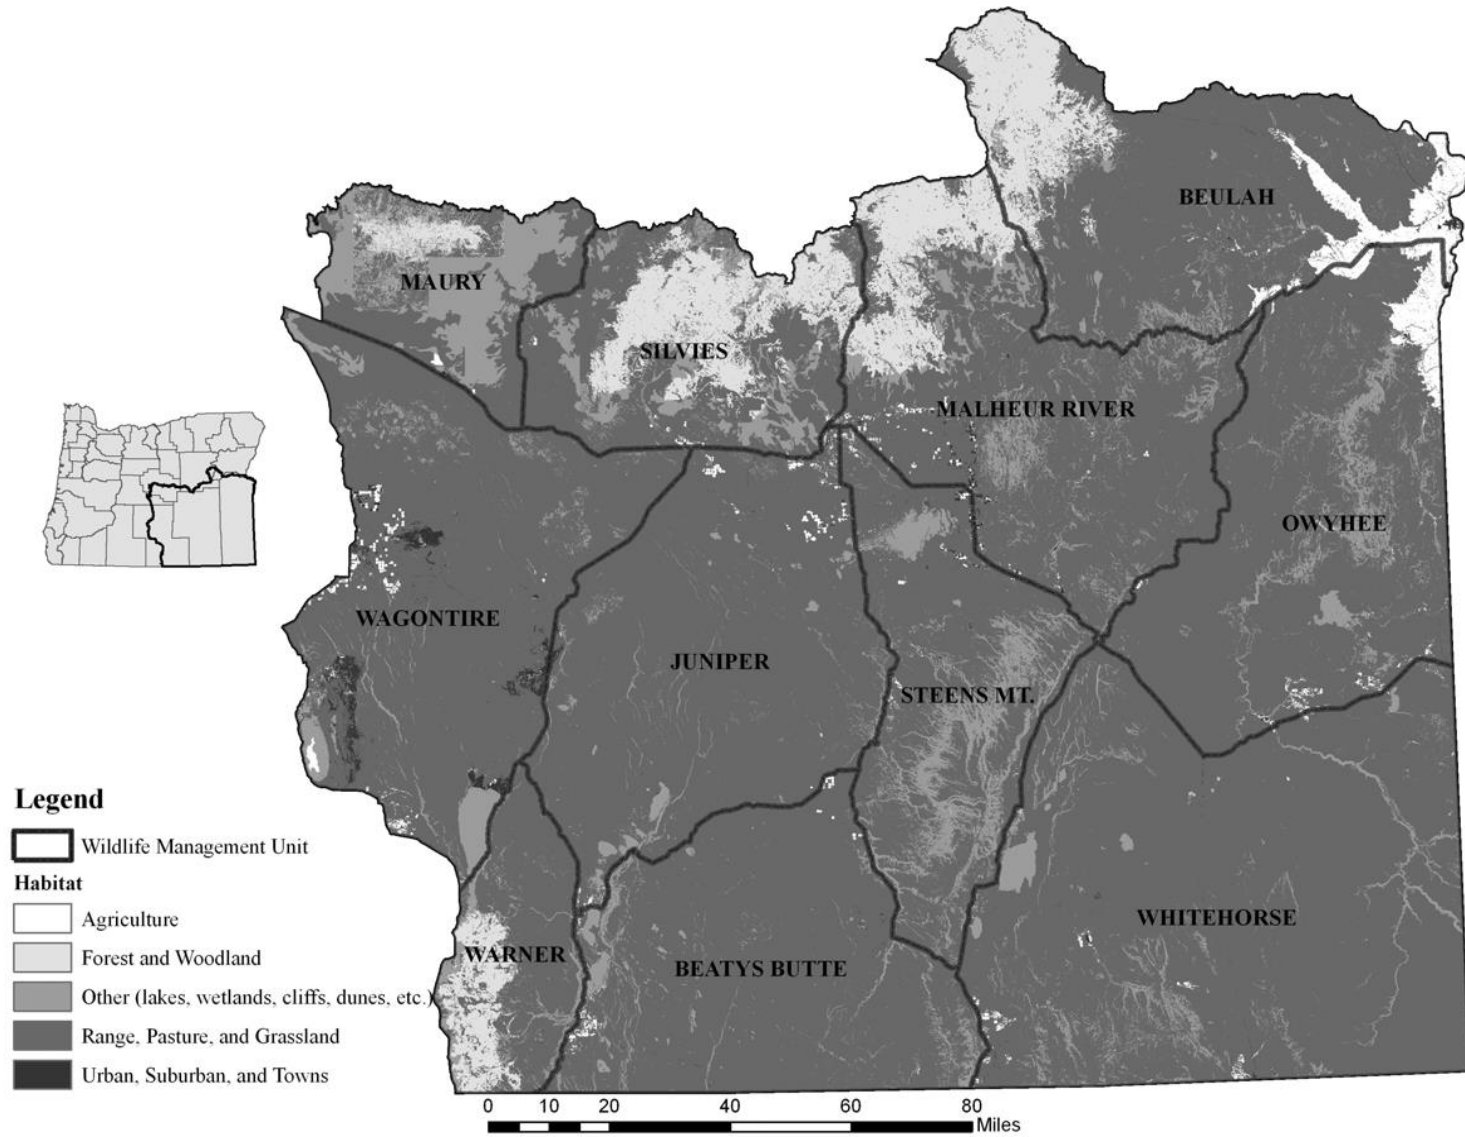 BEULAH
MAURY
SILVIES
MALHEUR RIVER
OWYHEE
WAGONTIRE
JUNIPER
STEENS MT.
WHITEHORSE
WARNER
BEATYS BUTTE
Legend
Wildlife Management Unit
Habitat
Agriculture
Forest and Woodland
Other (lakes, wetlands, cliffs, dunes, etc.)
Range, Pasture, and Grassland
Urban, Suburban, and Towns
0 10 20 40 60 80
Miles